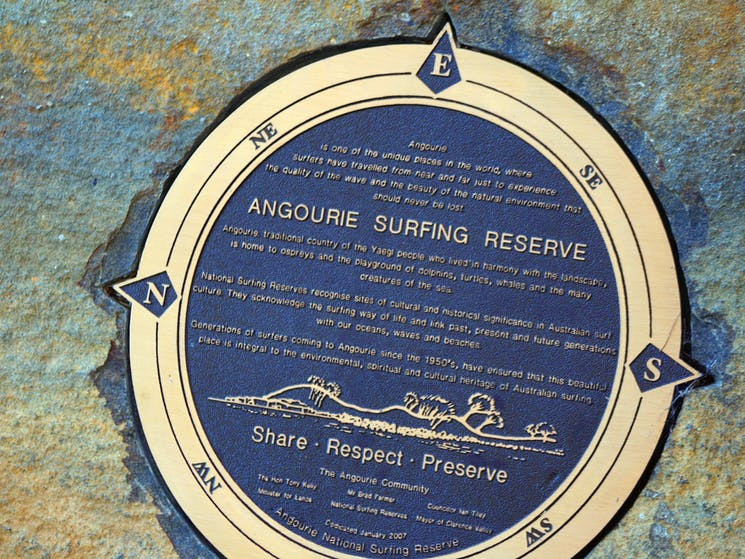 E
NE
SE
N
S
NW
SW
Angourie
is one of the unique places in the world, where
surfers have travelled from near and far just to experience
the quality of the wave and the beauty of the natural environment that
should never be lost.
ANGOURIE SURFING RESERVE
Angourie, traditional country of the Yaegl people who lived in harmony with the landscape,
is home to ospreys and the playground of dolphins, turtles, whales and the many
creatures of the sea.
National Surfing Reserves recognise sites of cultural and historical significance in Australian surf
culture. They acknowledge the surfing way of life and link past, present and future generations
with our oceans, waves and beaches.
Generations of surfers coming to Angourie since the 1950's, have ensured that this beautiful
place is integral to the environmental, spiritual and cultural heritage of Australian surfing.
Share · Respect · Preserve
The Angourie Community
The Hon Tony Kelly Mr Brad Farmer Councillor Ian Tiley
Minister for Lands National Surfing Reserves Mayor of Clarence Valley
Dedicated January 2007
Angourie National Surfing Reserve